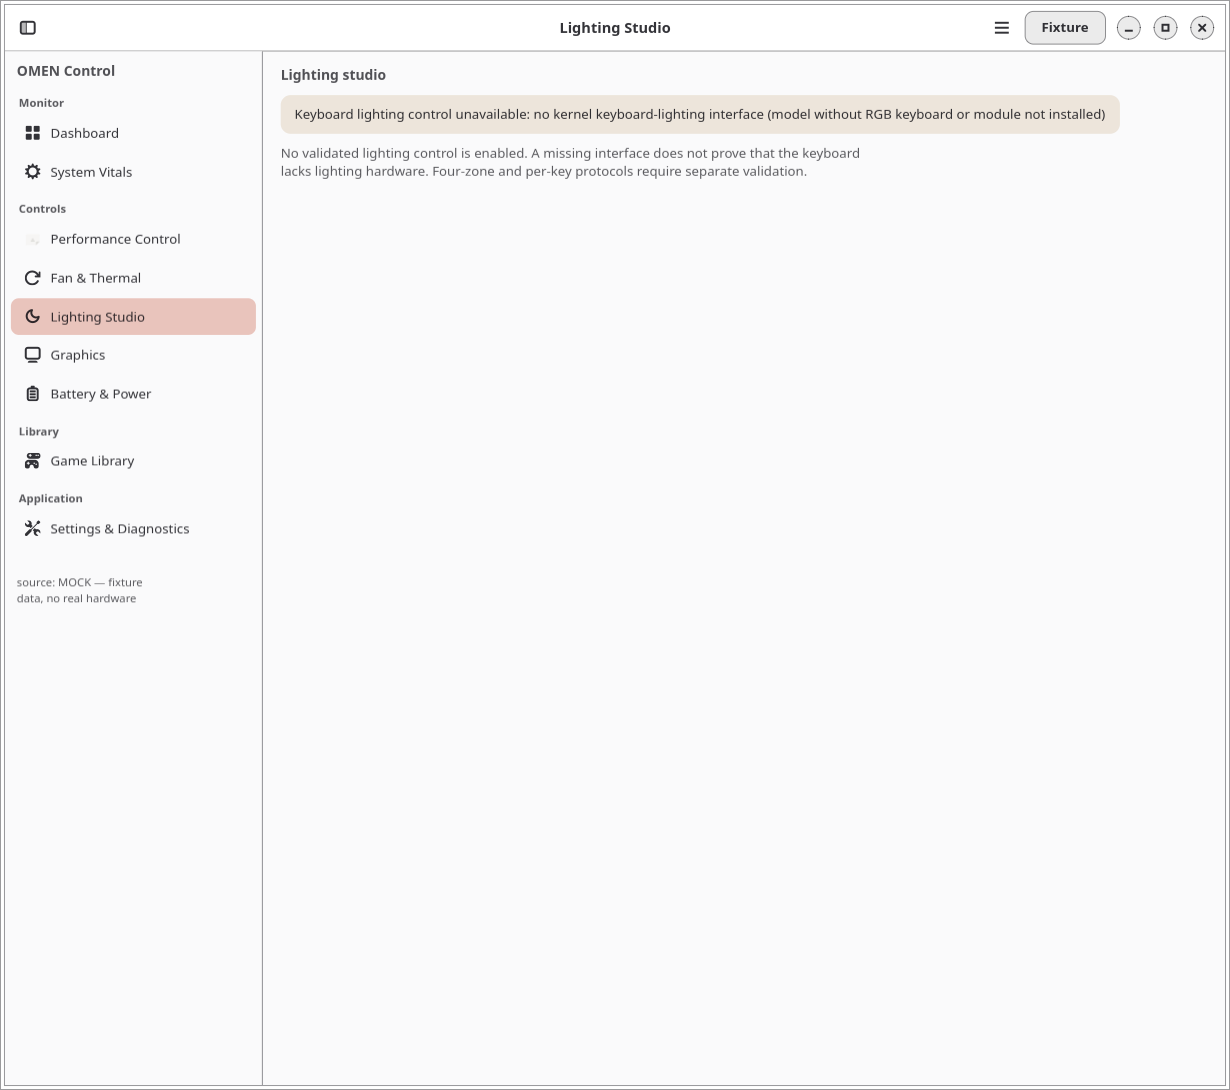 Lighting Studio
Fixture
OMEN Control
Monitor
Dashboard
System Vitals
Controls
Performance Control
Fan & Thermal
Lighting Studio
Graphics
Battery & Power
Library
Game Library
Application
Settings & Diagnostics
source: MOCK — fixture
data, no real hardware
Lighting studio
Keyboard lighting control unavailable: no kernel keyboard-lighting interface (model without RGB keyboard or module not installed)
No validated lighting control is enabled. A missing interface does not prove that the keyboard
lacks lighting hardware. Four-zone and per-key protocols require separate validation.